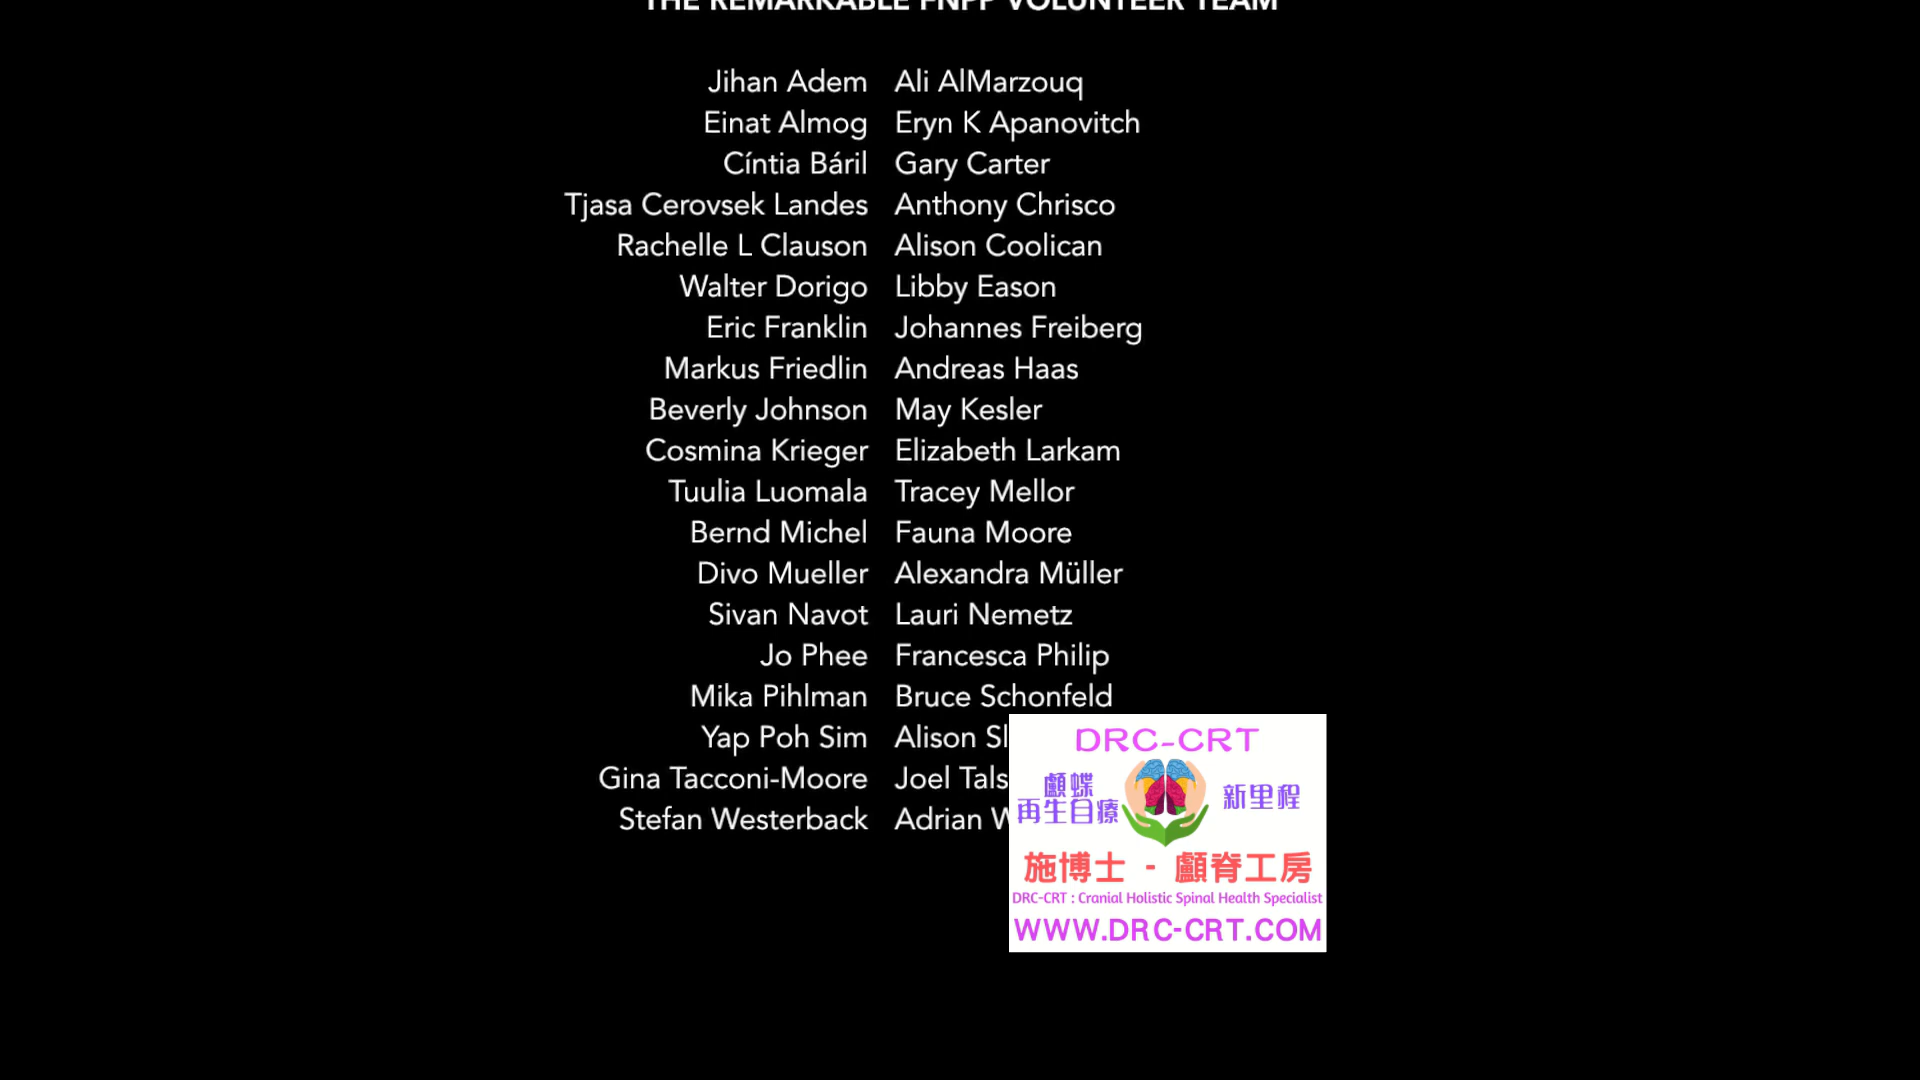 THE REMARKABLE FNPP VOLUNTEER TEAM
Jihan Adem Ali AlMarzouq
Einat Almog Eryn K Apanovitch
Cíntia Báril Gary Carter
Tjasa Cerovsek Landes Anthony Chrisco
Rachelle L Clauson Alison Coolican
Walter Dorigo Libby Eason
Eric Franklin Johannes Freiberg
Markus Friedlin Andreas Haas
Beverly Johnson May Kesler
Cosmina Krieger Elizabeth Larkam
Tuulia Luomala Tracey Mellor
Bernd Michel Fauna Moore
Divo Mueller Alexandra Müller
Sivan Navot Lauri Nemetz
Jo Phee Francesca Philip
Mika Pihlman Bruce Schonfeld
Yap Poh Sim Alison
Gina Tacconi-Moore Joel
Stefan Westerback Adrian
DRC-CRT
顱蝶
再生自療
新里程
施博士 - 顱脊工房
DRC-CRT : Cranial Holistic Spinal Health Specialist
WWW.DRC-CRT.COM